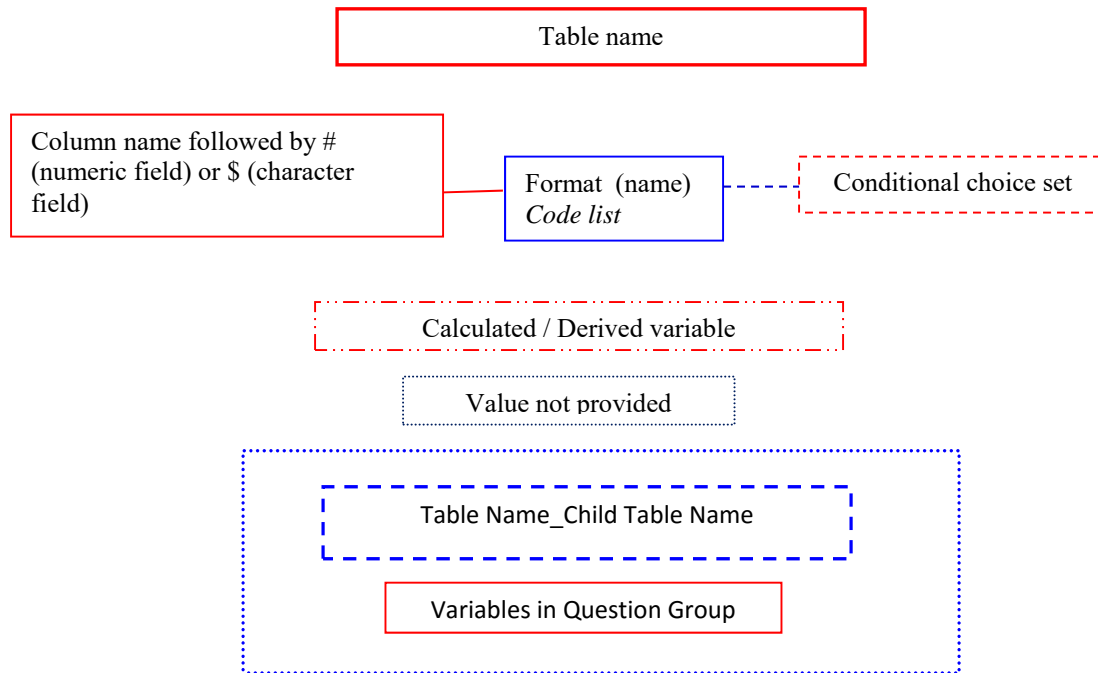 Table name
Column name followed by #
(numeric field) or $ (character
field)
Format (name)
Code list
Conditional choice set
Calculated / Derived variable
Value not provided
Table Name_Child Table Name
Variables in Question Group